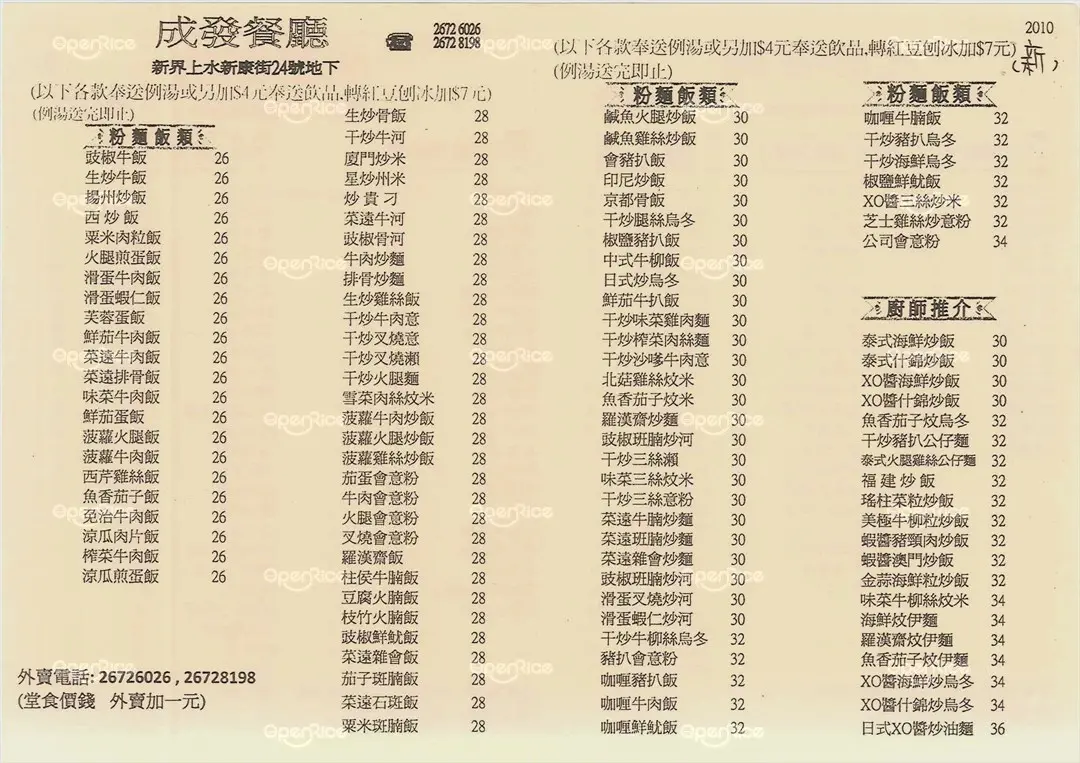 成發餐廳
☎ 2672 6026
2672 8198
新界上水新康街24號地下
(以下各款奉送例湯或另加$4元奉送飲品,轉紅豆刨冰加$7元)
(例湯送完即止)
粉麵飯類
豉椒牛飯 26
生炒牛飯 26
揚州炒飯 26
西炒飯 26
粟米肉粒飯 26
火腿煎蛋飯 26
滑蛋牛肉飯 26
滑蛋蝦仁飯 26
芙蓉蛋飯 26
鮮茄牛肉飯 26
菜遠牛肉飯 26
菜遠排骨飯 26
味菜牛肉飯 26
鮮茄蛋飯 26
菠蘿火腿飯 26
菠蘿牛肉飯 26
西芹雞絲飯 26
魚香茄子飯 26
免治牛肉飯 26
涼瓜肉片飯 26
榨菜牛肉飯 26
涼瓜煎蛋飯 26
外賣電話: 26726026 , 26728198
(堂食價錢 外賣加一元)
生炒骨飯 28
干炒牛河 28
廈門炒米 28
星炒州米 28
炒貴刁 28
菜遠牛河 28
豉椒骨河 28
牛肉炒麵 28
排骨炒麵 28
生炒雞絲飯 28
干炒牛肉意 28
干炒叉燒意 28
干炒叉燒瀨 28
干炒火腿麵 28
雪菜肉絲炆米 28
菠蘿牛肉炒飯 28
菠蘿火腿炒飯 28
菠蘿雞絲炒飯 28
茄蛋會意粉 28
牛肉會意粉 28
火腿會意粉 28
叉燒會意粉 28
羅漢齋飯 28
柱侯牛腩飯 28
豆腐火腩飯 28
枝竹火腩飯 28
豉椒鮮魷飯 28
菜遠雜會飯 28
茄子斑飯 28
菜遠石斑飯 28
粟米斑腩飯 28
2010
(新)
(以下各款奉送例湯或另加$4元奉送飲品,轉紅豆刨冰加$7元)
(例湯送完即止)
粉麵飯類
鹹魚火腿炒飯 30
鹹魚雞絲炒飯 30
會豬扒飯 30
印尼炒飯 30
京都骨飯 30
干炒腿絲烏冬 30
椒鹽豬扒飯 30
中式牛柳飯 30
日式炒烏冬 30
鮮茄牛扒飯 30
干炒味菜雞肉麵 30
干炒榨菜肉絲麵 30
干炒沙嗲牛肉意 30
北菇雞絲炆米 30
魚香茄子炆米 30
羅漢齋炒麵 30
豉椒班腩炒河 30
干炒三絲瀨 30
味菜三絲炆米 30
干炒三絲意粉 30
菜遠牛腩炒麵 30
菜遠班腩炒麵 30
菜遠雜會炒麵 30
豉椒班腩炒河 30
滑蛋叉燒炒河 30
滑蛋蝦仁炒河 30
干炒牛柳絲烏冬 32
豬扒會意粉 32
咖喱豬扒飯 32
咖喱牛肉飯 32
咖喱鮮魷飯 32
粉麵飯類
咖喱牛腩飯 32
干炒豬扒烏冬 32
干炒海鮮烏冬 32
椒鹽鮮魷飯 32
XO醬三絲炒米 32
芝士雞絲炒意粉 32
公司會意粉 34
廚師推介
泰式海鮮炒飯 30
泰式什錦炒飯 30
XO醬海鮮炒飯 30
XO醬什錦炒飯 30
魚香茄子炆烏冬 32
干炒豬扒公仔麵 32
泰式火腿雞絲公仔麵 32
福建炒飯 32
瑤柱菜粒炒飯 32
美極牛柳粒炒飯 32
蝦醬豬頸肉炒飯 32
蝦醬澳門炒飯 32
金蒜海鮮粒炒飯 32
味菜牛柳絲炆米 34
海鮮炆伊麵 34
羅漢齋炆伊麵 34
魚香茄子炆伊麵 34
XO醬海鮮炒烏冬 34
XO醬什錦炒烏冬 34
日式XO醬炒油麵 36